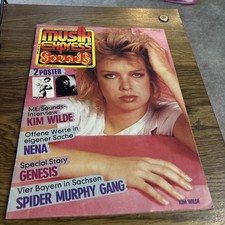 musik
express
Sounds
2 POSTER
ME/Sounds-
Interview
KIM WILDE
Offene Worte in
eigener Sache
NENA
Special Story
GENESIS
Vier Bayern in Sachsen
SPIDER MURPHY GANG
KIM WILDE